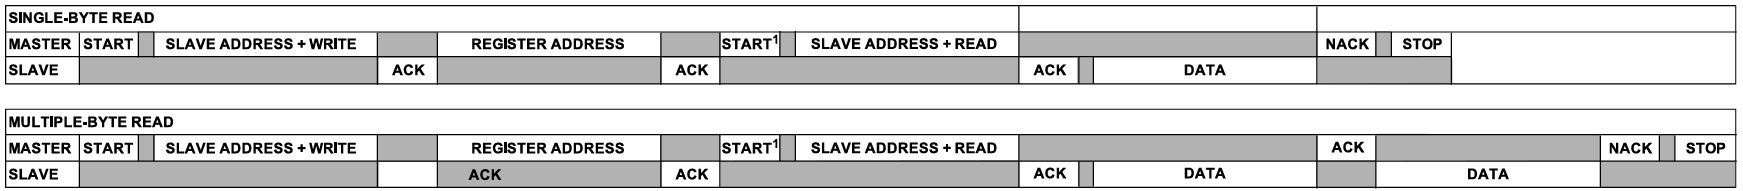 SINGLE-BYTE READ
MASTER START SLAVE ADDRESS + WRITE REGISTER ADDRESS START1 SLAVE ADDRESS + READ NACK STOP
SLAVE ACK ACK ACK DATA
MULTIPLE-BYTE READ
MASTER START SLAVE ADDRESS + WRITE REGISTER ADDRESS START1 SLAVE ADDRESS + READ ACK NACK STOP
SLAVE ACK ACK ACK DATA DATA